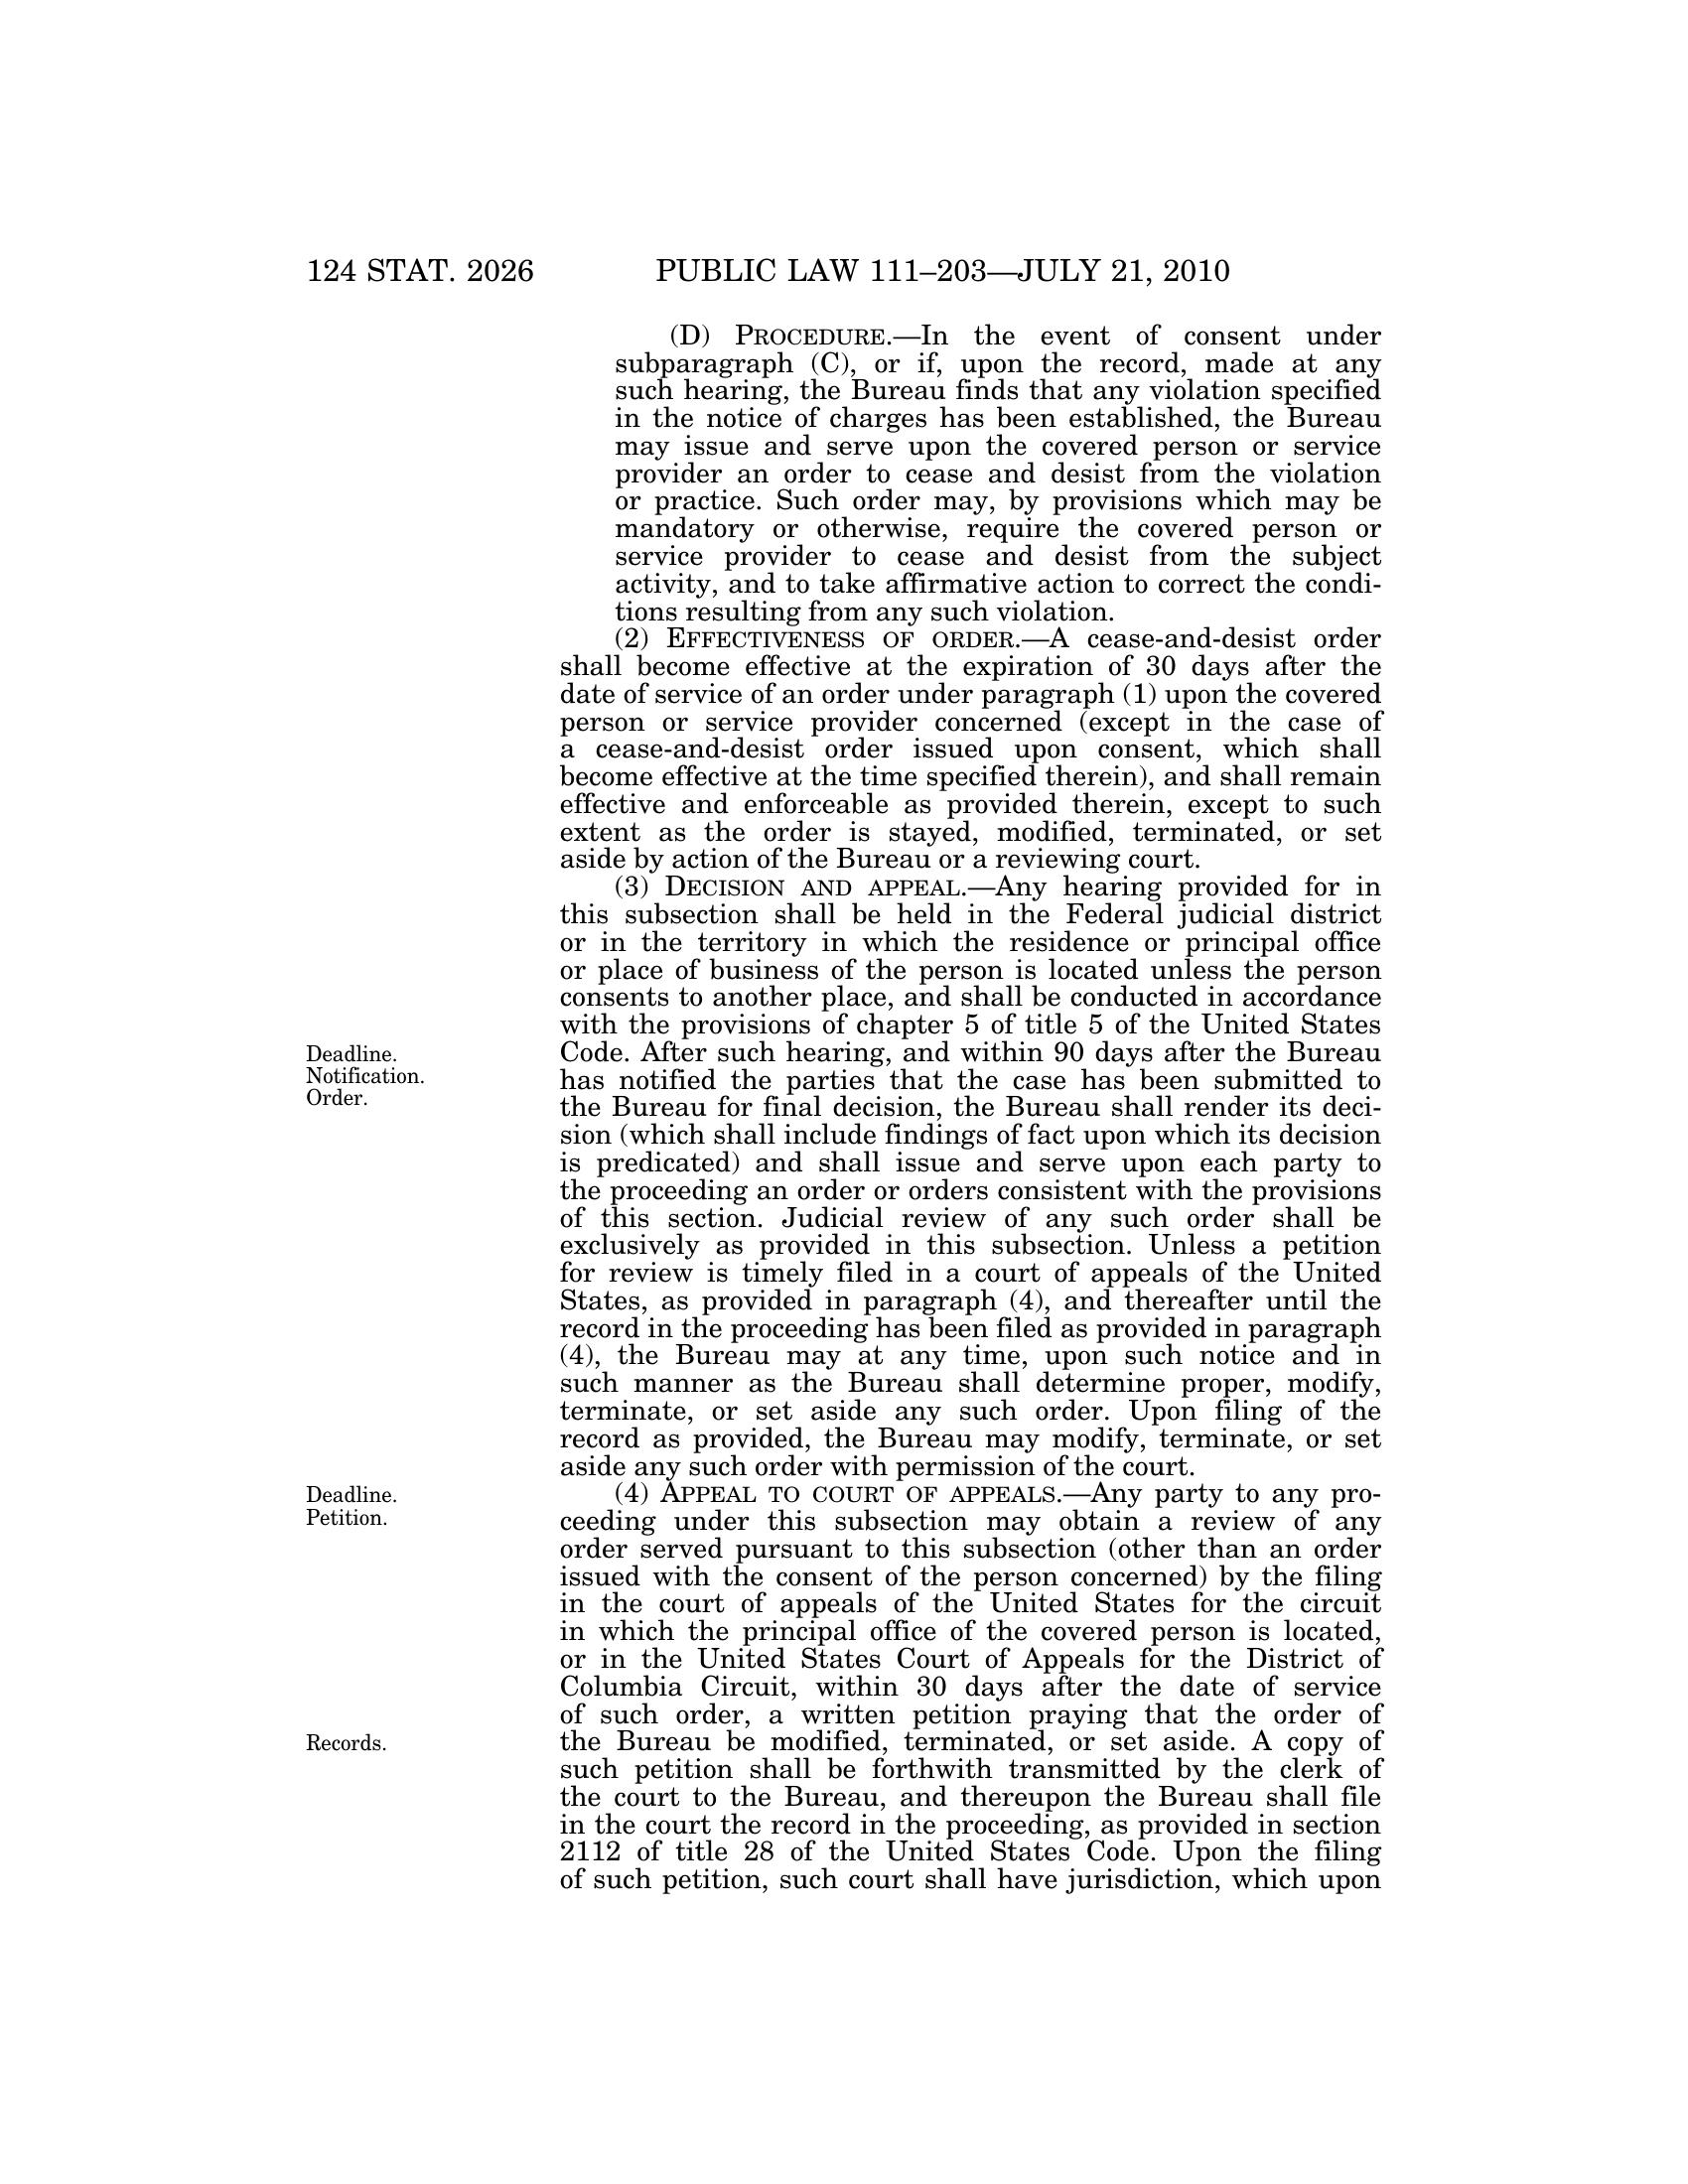 124 STAT. 2026 PUBLIC LAW 111–203—JULY 21, 2010
(D) PROCEDURE.—In the event of consent under
subparagraph (C), or if, upon the record, made at any
such hearing, the Bureau finds that any violation specified
in the notice of charges has been established, the Bureau
may issue and serve upon the covered person or service
provider an order to cease and desist from the violation
or practice. Such order may, by provisions which may be
mandatory or otherwise, require the covered person or
service provider to cease and desist from the subject
activity, and to take affirmative action to correct the condi-
tions resulting from any such violation.
(2) EFFECTIVENESS OF ORDER.—A cease-and-desist order
shall become effective at the expiration of 30 days after the
date of service of an order under paragraph (1) upon the covered
person or service provider concerned (except in the case of
a cease-and-desist order issued upon consent, which shall
become effective at the time specified therein), and shall remain
effective and enforceable as provided therein, except to such
extent as the order is stayed, modified, terminated, or set
aside by action of the Bureau or a reviewing court.
(3) DECISION AND APPEAL.—Any hearing provided for in
this subsection shall be held in the Federal judicial district
or in the territory in which the residence or principal office
or place of business of the person is located unless the person
consents to another place, and shall be conducted in accordance
with the provisions of chapter 5 of title 5 of the United States
Code. After such hearing, and within 90 days after the Bureau
has notified the parties that the case has been submitted to
the Bureau for final decision, the Bureau shall render its deci-
sion (which shall include findings of fact upon which its decision
is predicated) and shall issue and serve upon each party to
the proceeding an order or orders consistent with the provisions
of this section. Judicial review of any such order shall be
exclusively as provided in this subsection. Unless a petition
for review is timely filed in a court of appeals of the United
States, as provided in paragraph (4), and thereafter until the
record in the proceeding has been filed as provided in paragraph
(4), the Bureau may at any time, upon such notice and in
such manner as the Bureau shall determine proper, modify,
terminate, or set aside any such order. Upon filing of the
record as provided, the Bureau may modify, terminate, or set
aside any such order with permission of the court.
(4) APPEAL TO COURT OF APPEALS.—Any party to any pro-
ceeding under this subsection may obtain a review of any
order served pursuant to this subsection (other than an order
issued with the consent of the person concerned) by the filing
in the court of appeals of the United States for the circuit
in which the principal office of the covered person is located,
or in the United States Court of Appeals for the District of
Columbia Circuit, within 30 days after the date of service
of such order, a written petition praying that the order of
the Bureau be modified, terminated, or set aside. A copy of
such petition shall be forthwith transmitted by the clerk of
the court to the Bureau, and thereupon the Bureau shall file
in the court the record in the proceeding, as provided in section
2112 of title 28 of the United States Code. Upon the filing
of such petition, such court shall have jurisdiction, which upon
Deadline.
Notification.
Order.
Deadline.
Petition.
Records.